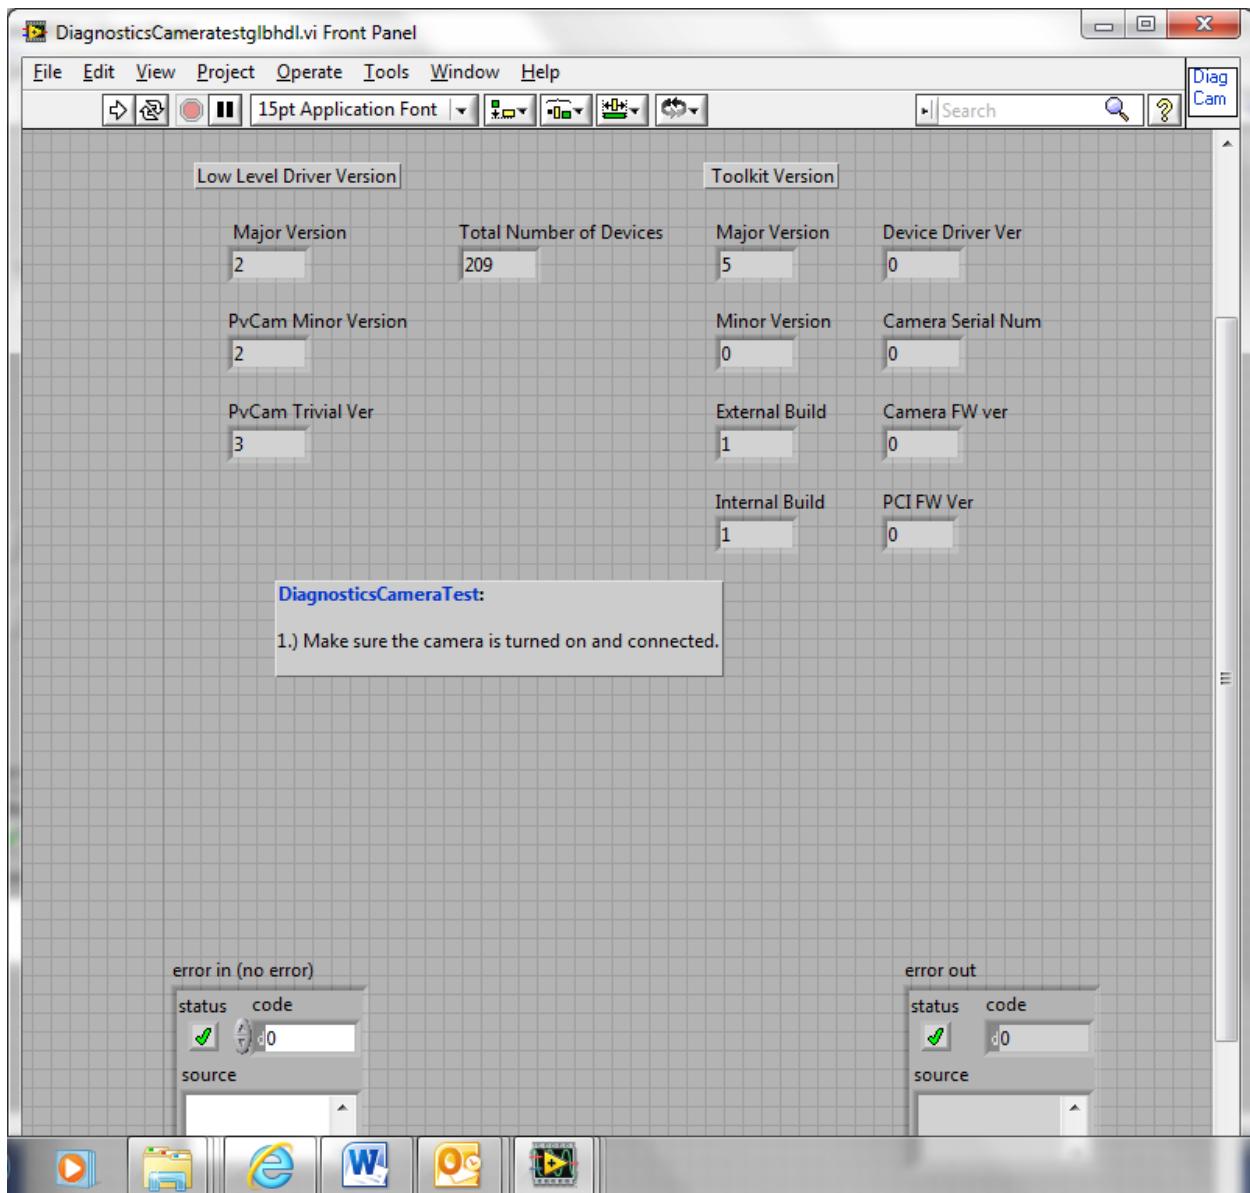 DiagnosticsCameratestglbhdl.vi Front Panel
File Edit View Project Operate Tools Window Help
Diag
Cam
15pt Application Font
Search
Low Level Driver Version
Toolkit Version
Major Version
Total Number of Devices
Major Version
Device Driver Ver
2
209
5
0
PvCam Minor Version
Minor Version
Camera Serial Num
2
0
0
PvCam Trivial Ver
External Build
Camera FW ver
3
1
0
Internal Build
PCI FW Ver
1
0
DiagnosticsCameraTest:
1.) Make sure the camera is turned on and connected.
error in (no error)
error out
status code
status code
d0
d0
source
source